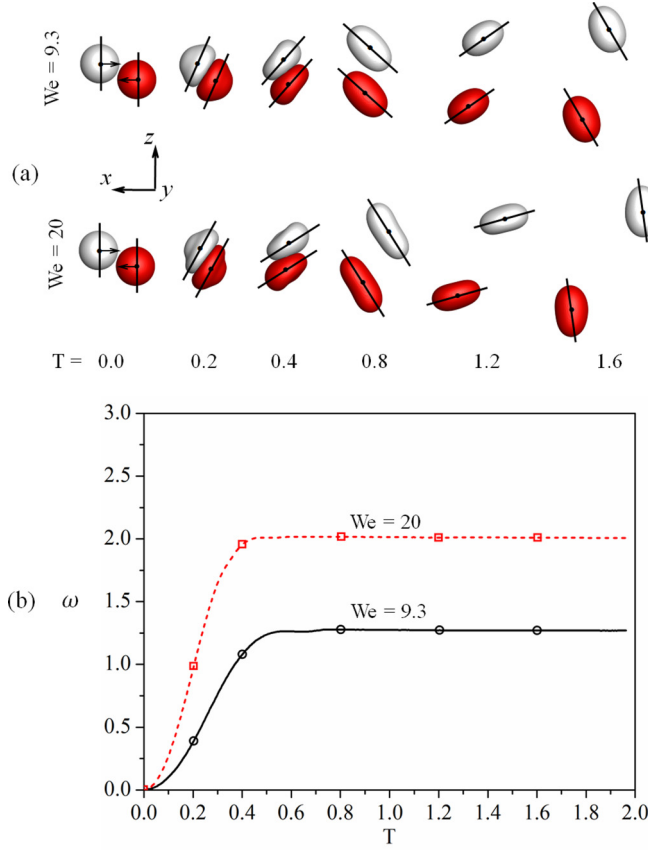 We = 9.3
(a)
z
x
y
We = 20
T = 0.0 0.2 0.4 0.8 1.2 1.6
3.0
2.5
We = 20
2.0
(b) ω
1.5
We = 9.3
1.0
0.5
0.0
0.0 0.2 0.4 0.6 0.8 1.0 1.2 1.4 1.6 1.8 2.0
T